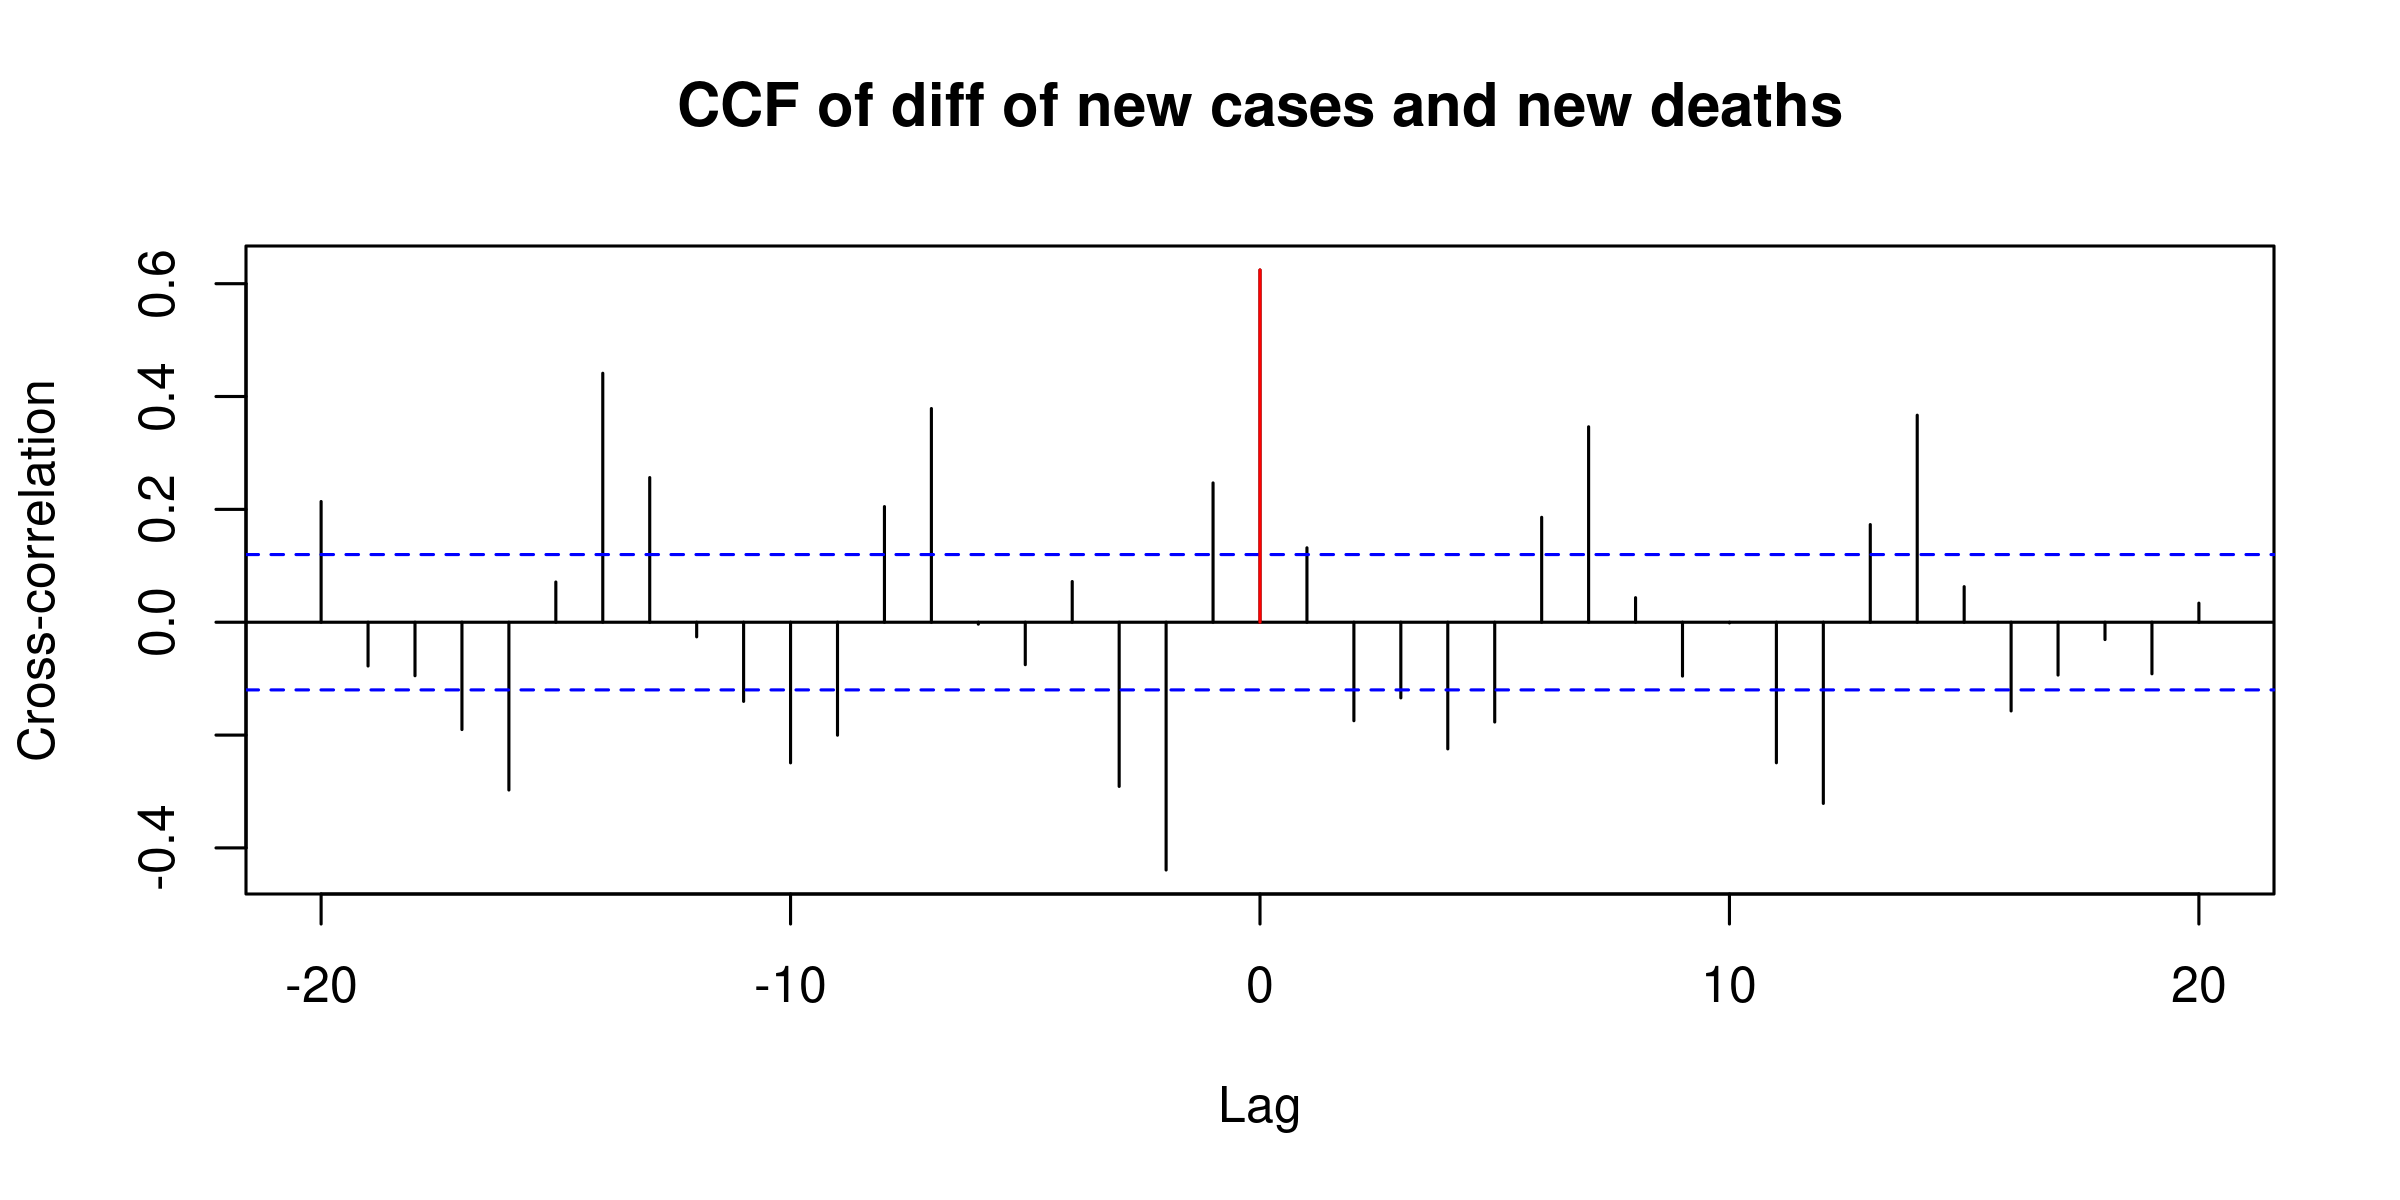 CCF of diff of new cases and new deaths
Cross-correlation
0.6
0.4
0.2
0.0
-0.4
-20 -10 0 10 20
Lag